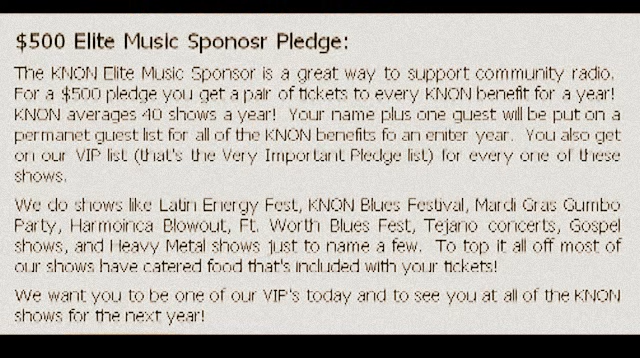 $500 Elite Music Sponosr Pledge:
The KNON Elite Music Sponsor is a great way to support community radio.
For a $500 pledge you get a pair of tickets to every KNON benefit for a year!
KNON averages 40 shows a year! Your name plus one guest will be put on a
permanet guest list for all of the KNON benefits fo an eniter year. You also get
on our VIP list (that's the Very Important Pledge list) for every one of these
shows.
We do shows like Latin Energy Fest, KNON Blues Festival, Mardi Gras Gumbo
Party, Harmoinca Blowout, Ft. Worth Blues Fest, Tejano concerts, Gospel
shows, and Heavy Metal shows just to name a few. To top it all off most of
our shows have catered food that's included with your tickets!
We want you to be one of our VIP's today and to see you at all of the KNON
shows for the next year!